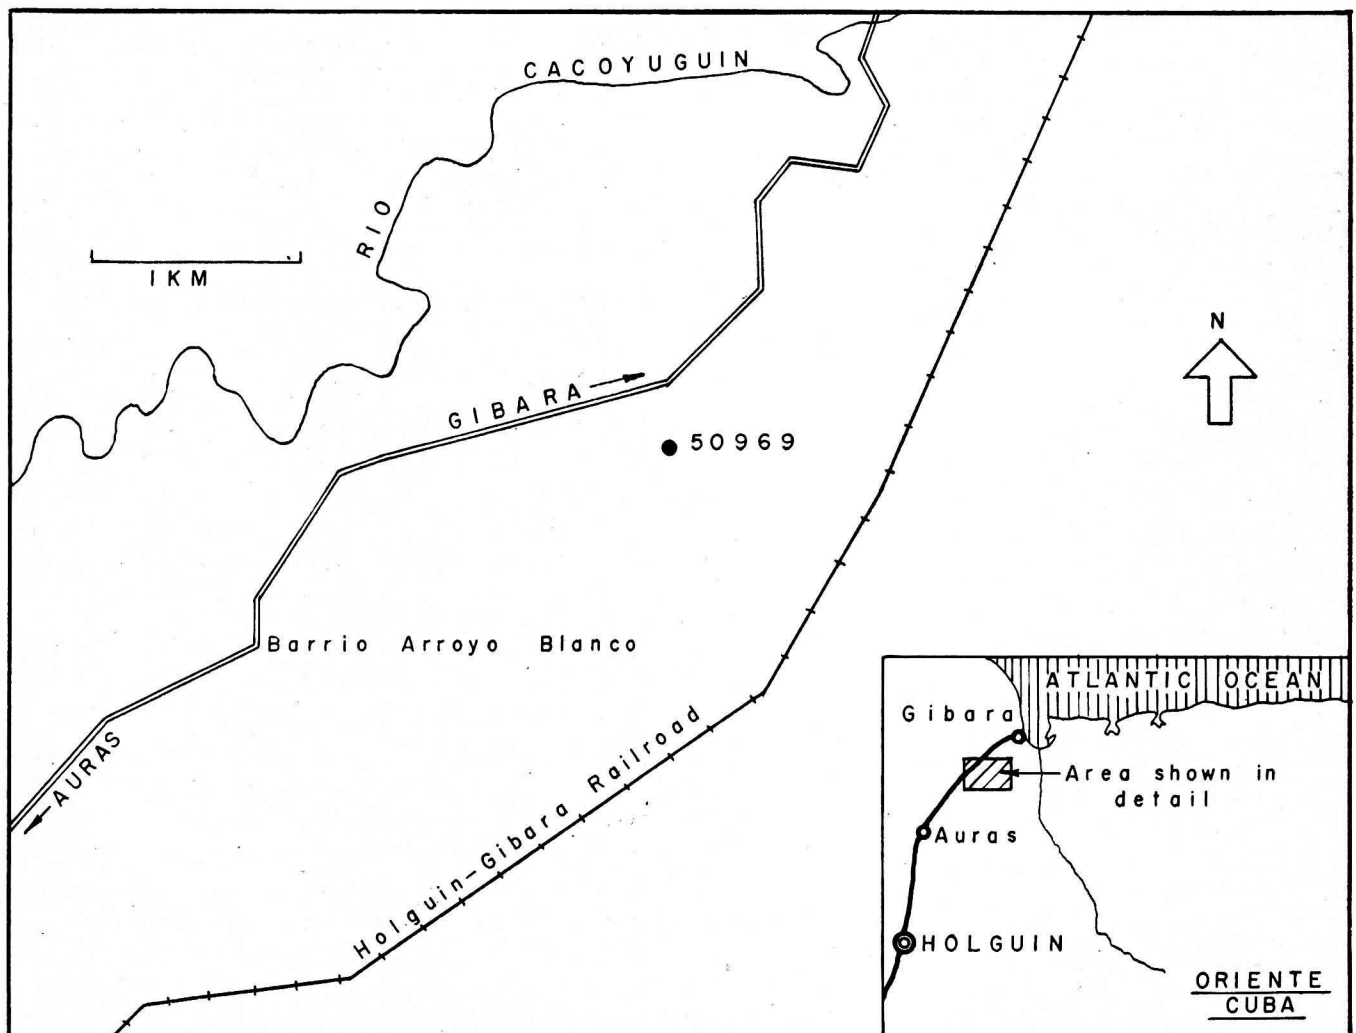 CACOYUGUIN
RIO
1 KM
N
GIBARA
50969
Barrio Arroyo Blanco
AURAS
Holguin-Gibara Railroad
ATLANTIC OCEAN
Gibara
Area shown in
detail
Auras
HOLGUIN
ORIENTE
CUBA